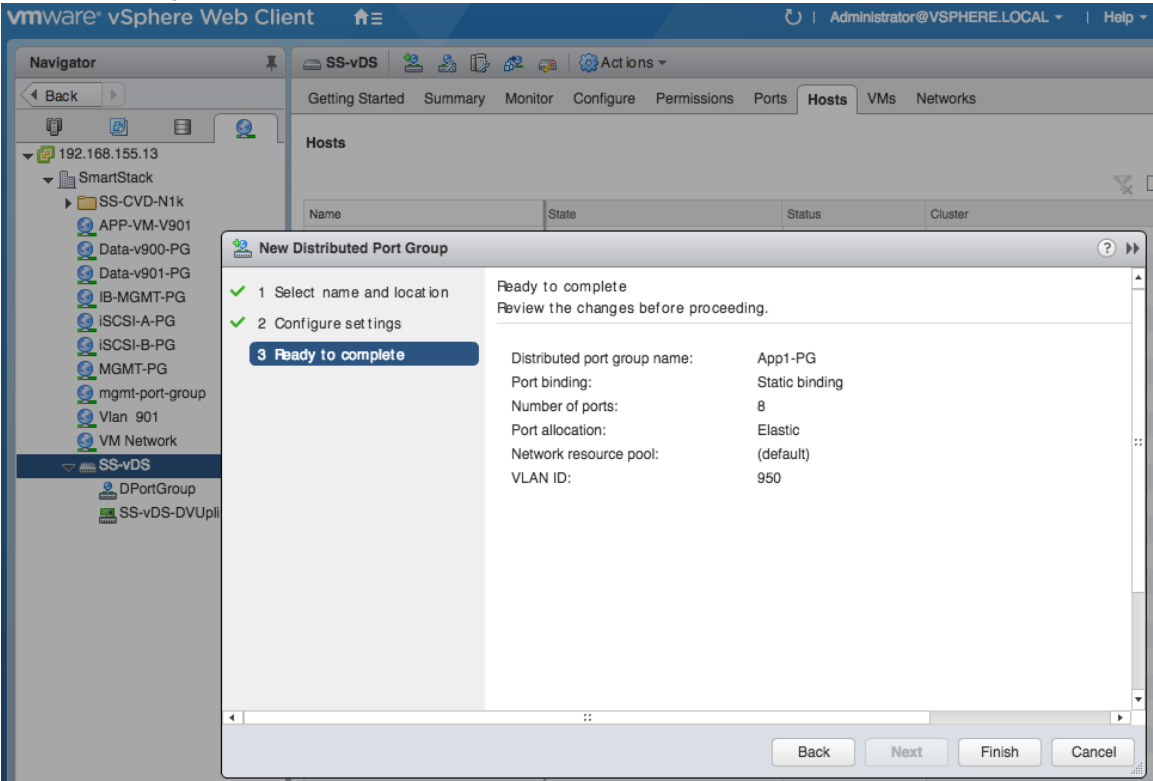 vmware® vSphere Web Client
Administrator@VSPHERE.LOCAL
Help
Navigator
Back
192.168.155.13
SmartStack
SS-CVD-N1k
APP-VM-V901
Data-v900-PG
Data-v901-PG
IB-MGMT-PG
iSCSI-A-PG
iSCSI-B-PG
MGMT-PG
mgmt-port-group
Vlan 901
VM Network
SS-vDS
DPortGroup
SS-vDS-DVUpli
SS-vDS Actions
Getting Started Summary Monitor Configure Permissions Ports Hosts VMs Networks
Hosts
Name State Status Cluster
New Distributed Port Group
1 Select name and location
2 Configure settings
3 Ready to complete
Ready to complete
Review the changes before proceeding.
Distributed port group name: App1-PG
Port binding: Static binding
Number of ports: 8
Port allocation: Elastic
Network resource pool: (default)
VLAN ID: 950
Back Next Finish Cancel